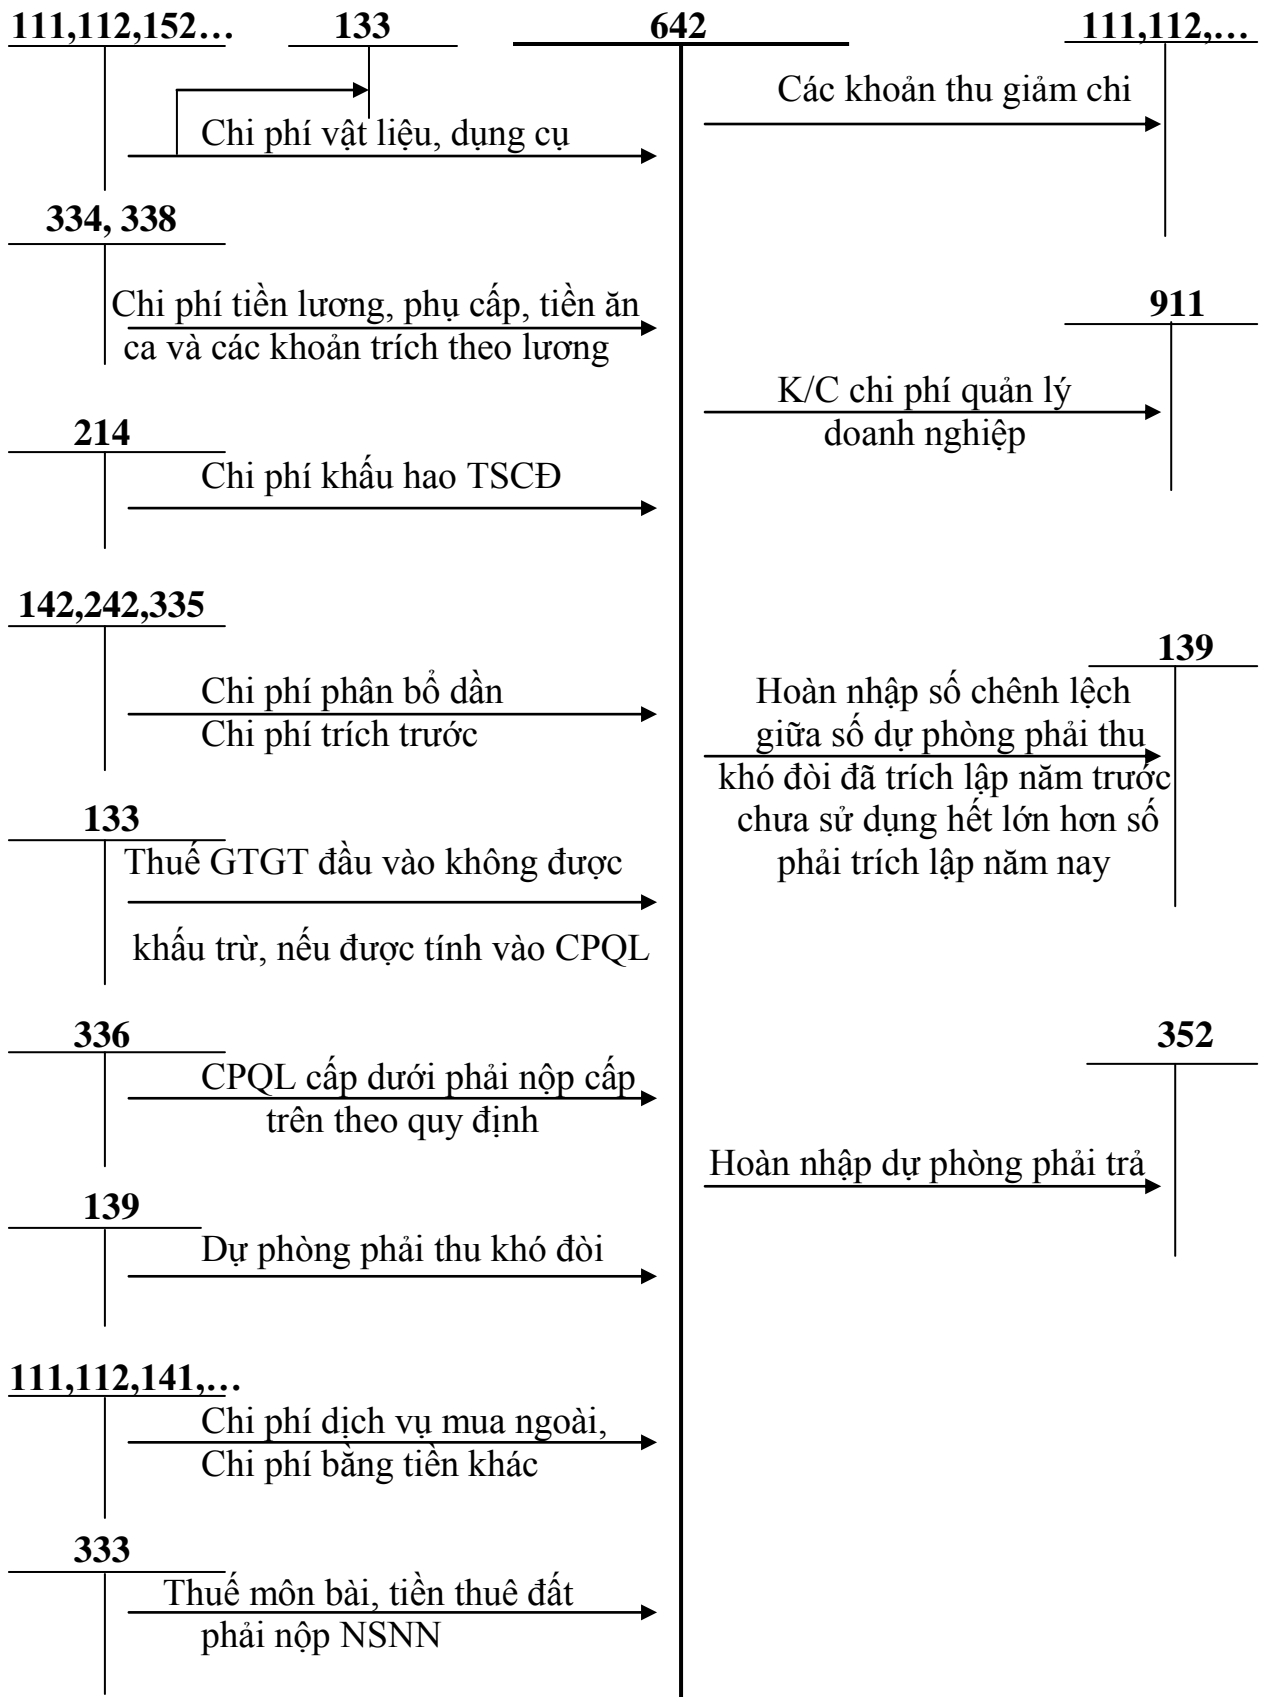 111,112,152…
133
642
111,112,…
Các khoản thu giảm chi
Chi phí vật liệu, dụng cụ
334, 338
Chi phí tiền lương, phụ cấp, tiền ăn
ca và các khoản trích theo lương
911
K/C chi phí quản lý
doanh nghiệp
214
Chi phí khấu hao TSCĐ
142,242,335
Chi phí phân bổ dần
Chi phí trích trước
139
Hoàn nhập số chênh lệch
giữa số dự phòng phải thu
khó đòi đã trích lập năm trước
chưa sử dụng hết lớn hơn số
phải trích lập năm nay
133
Thuế GTGT đầu vào không được
khấu trừ, nếu được tính vào CPQL
336
CPQL cấp dưới phải nộp cấp
trên theo quy định
352
Hoàn nhập dự phòng phải trả
139
Dự phòng phải thu khó đòi
111,112,141,…
Chi phí dịch vụ mua ngoài,
Chi phí bằng tiền khác
333
Thuế môn bài, tiền thuê đất
phải nộp NSNN